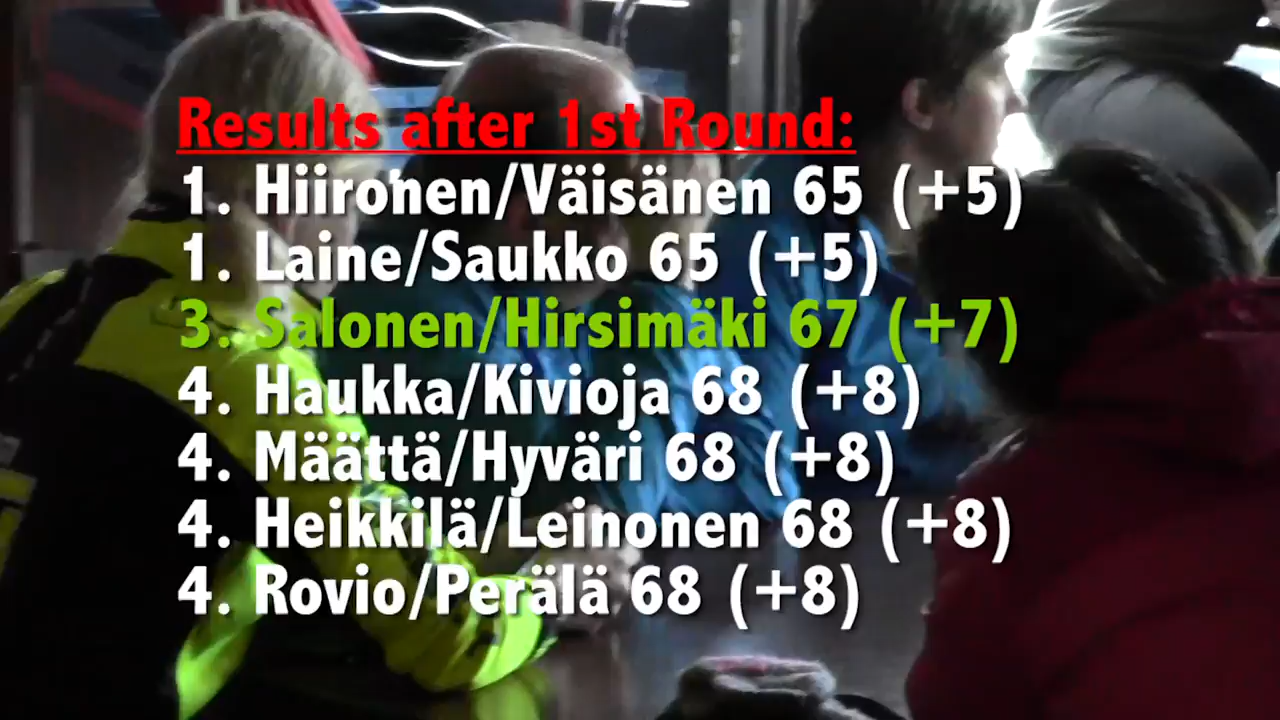 Results after 1st Round:
1. Hiironen/Väisänen 65 (+5)
1. Laine/Saukko 65 (+5)
3. Salonen/Hirsimäki 67 (+7)
4. Haukka/Kivioja 68 (+8)
4. Määttä/Hyväri 68 (+8)
4. Heikkilä/Leinonen 68 (+8)
4. Rovio/Perälä 68 (+8)